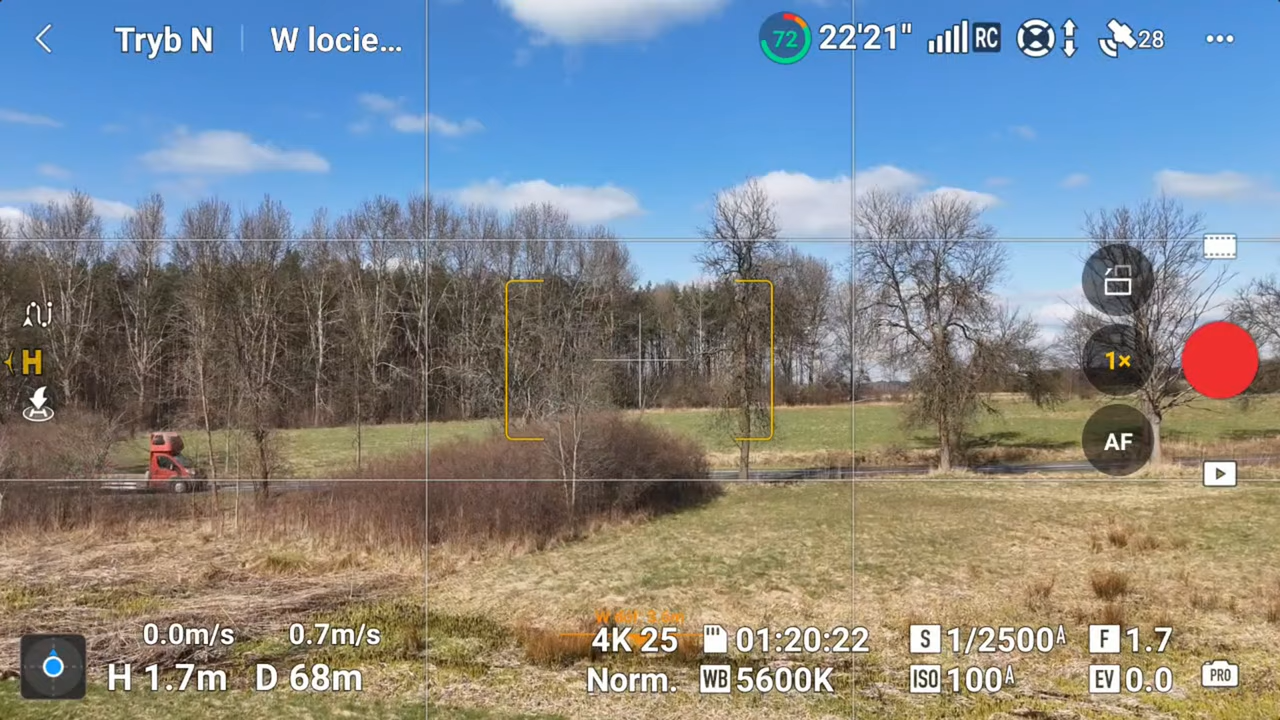 Tryb N W locie...
72 22'21" RC 28
H
1×
AF
0.0m/s 0.7m/s
H 1.7m D 68m
4K 25 01:20:22
Norm. WB 5600K
S 1/2500A F 1.7
ISO 100A EV 0.0
PRO